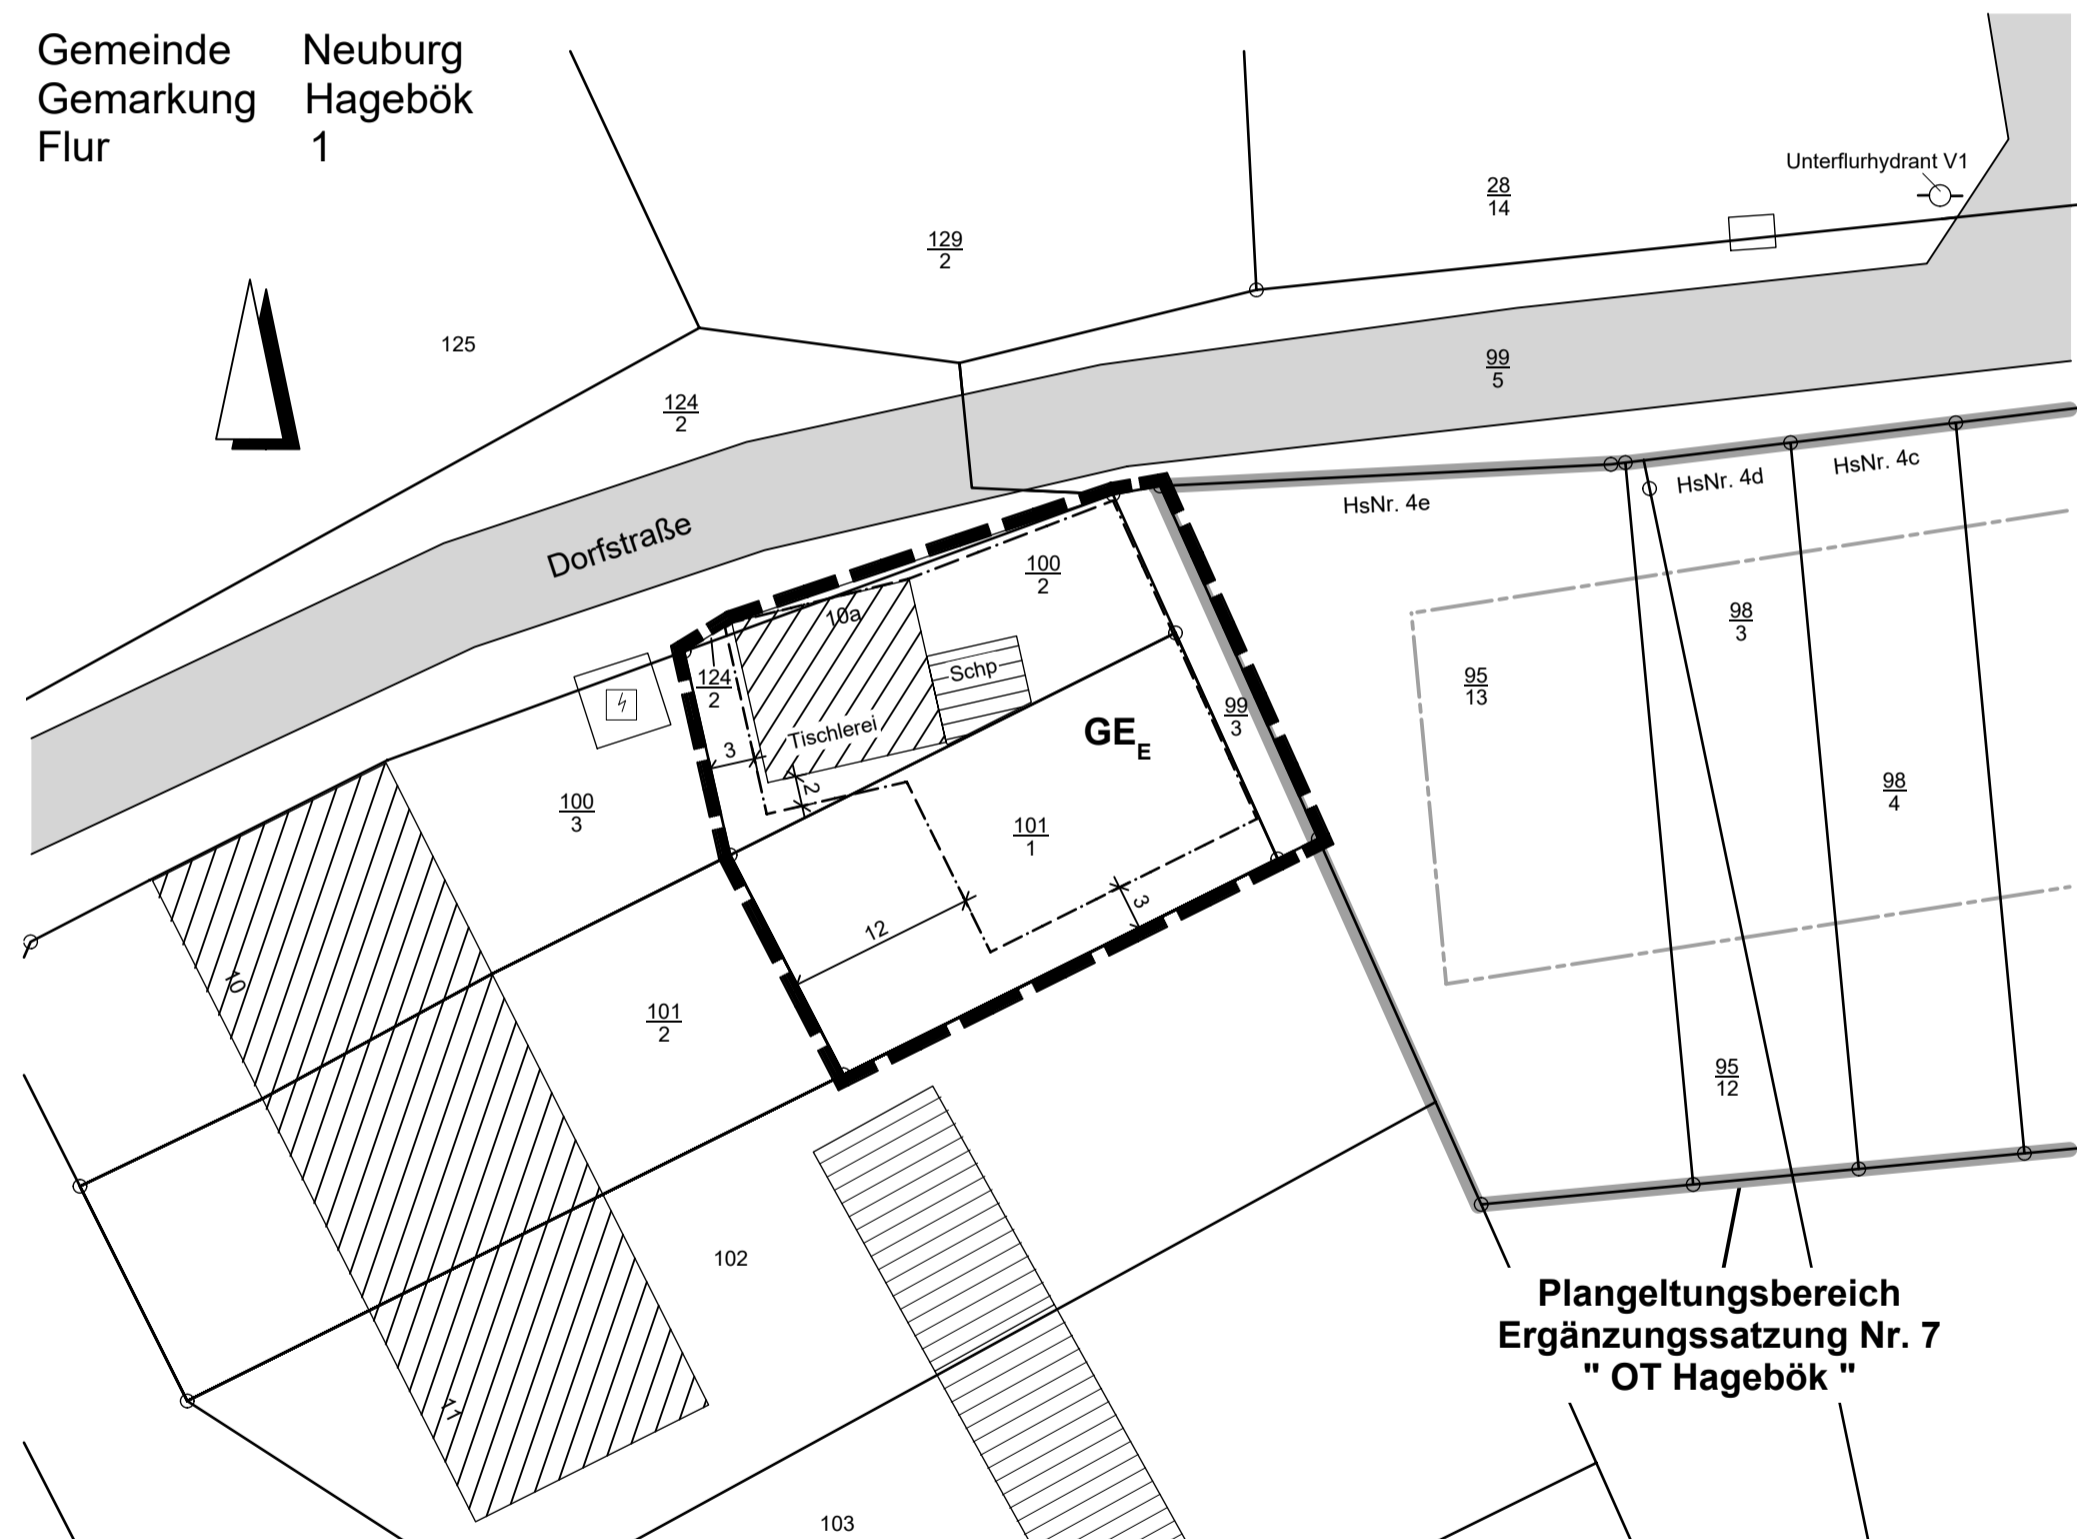 Gemeinde Neuburg
Gemarkung Hagebök
Flur 1
Unterflurhydrant V1
28
14
129
2
125
99
5
124
2
HsNr. 4c
HsNr. 4d
HsNr. 4e
Dorfstraße
100
2
10a
98
3
Schp
124
2
95
13
99
3
GE E
Tischlerei
3
2
98
4
100
3
101
1
3
12
10
101
2
95
12
102
Plangeltungsbereich
Ergänzungssatzung Nr. 7
" OT Hagebök "
11
103